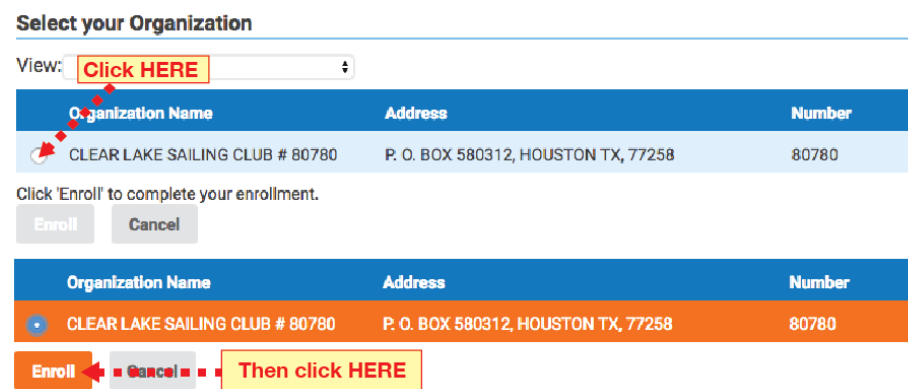 Select your Organization
View: Click HERE
Organization Name Address Number
CLEAR LAKE SAILING CLUB # 80780 P. O. BOX 580312, HOUSTON TX, 77258 80780
Click 'Enroll' to complete your enrollment.
Enroll Cancel
Organization Name Address Number
CLEAR LAKE SAILING CLUB # 80780 P. O. BOX 580312, HOUSTON TX, 77258 80780
Enroll Cancel Then click HERE